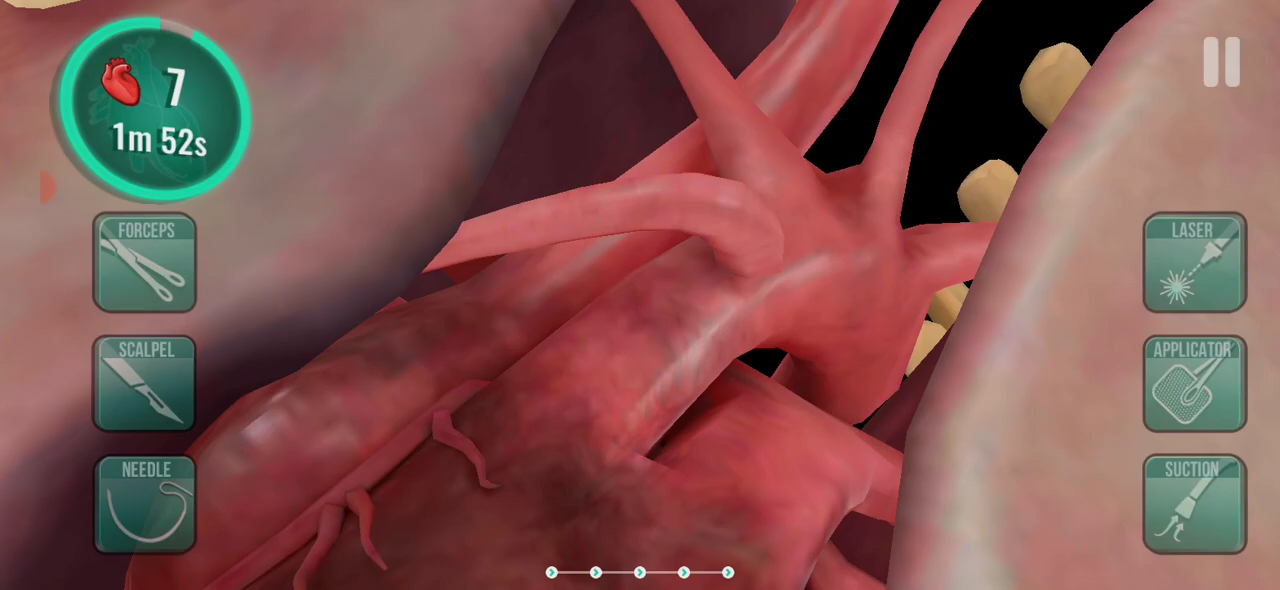 7
1m 52s
FORCEPS
SCALPEL
NEEDLE
LASER
APPLICATOR
SUCTION